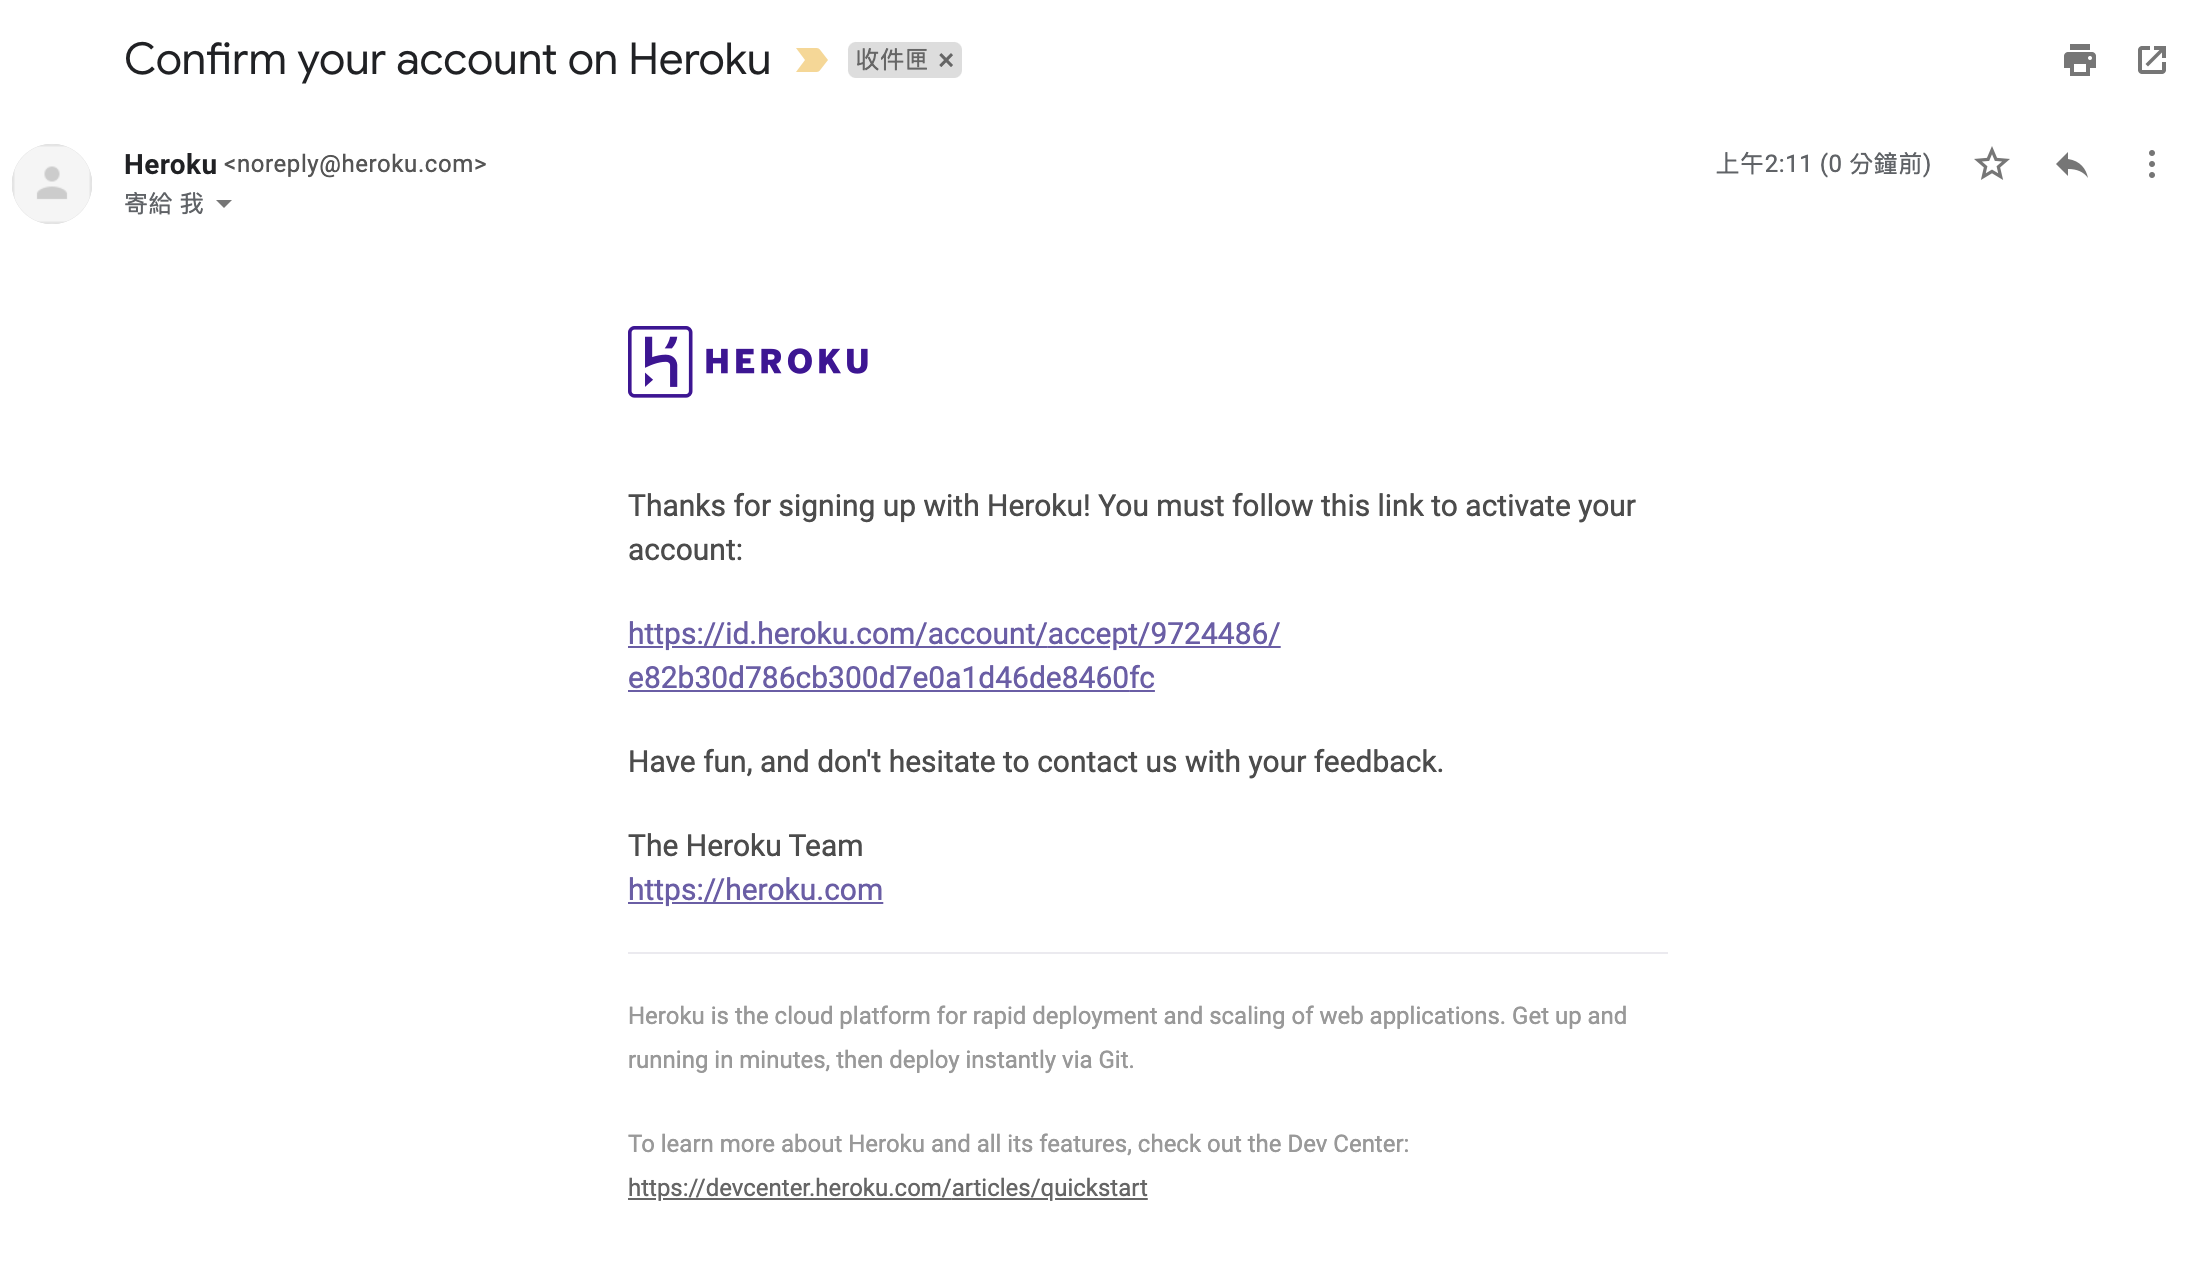 Confirm your account on Heroku 收件匣 ×
Heroku <noreply@heroku.com>
上午2:11 (0 分鐘前)
寄給 我
HEROKU
Thanks for signing up with Heroku! You must follow this link to activate your
account:
https://id.heroku.com/account/accept/9724486/
e82b30d786cb300d7e0a1d46de8460fc
Have fun, and don't hesitate to contact us with your feedback.
The Heroku Team
https://heroku.com
Heroku is the cloud platform for rapid deployment and scaling of web applications. Get up and
running in minutes, then deploy instantly via Git.
To learn more about Heroku and all its features, check out the Dev Center:
https://devcenter.heroku.com/articles/quickstart